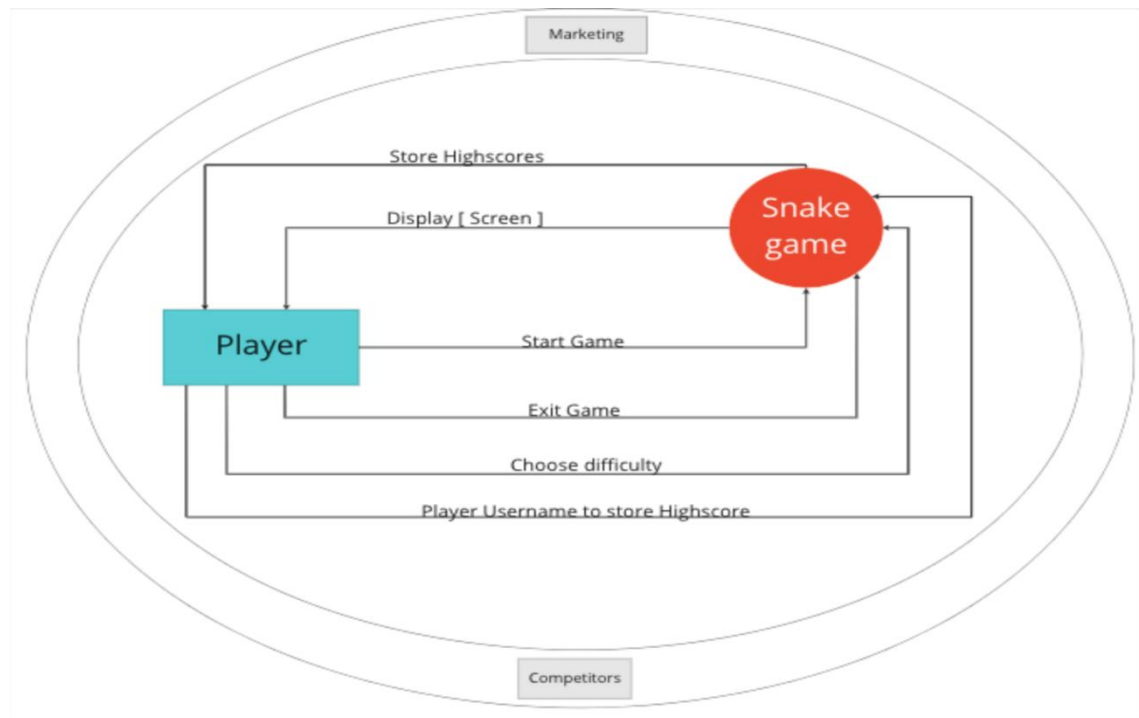 Marketing
Store Highscores
Snake
game
Display [ Screen ]
Player
Start Game
Exit Game
Choose difficulty
Player Username to store Highscore
Competitors